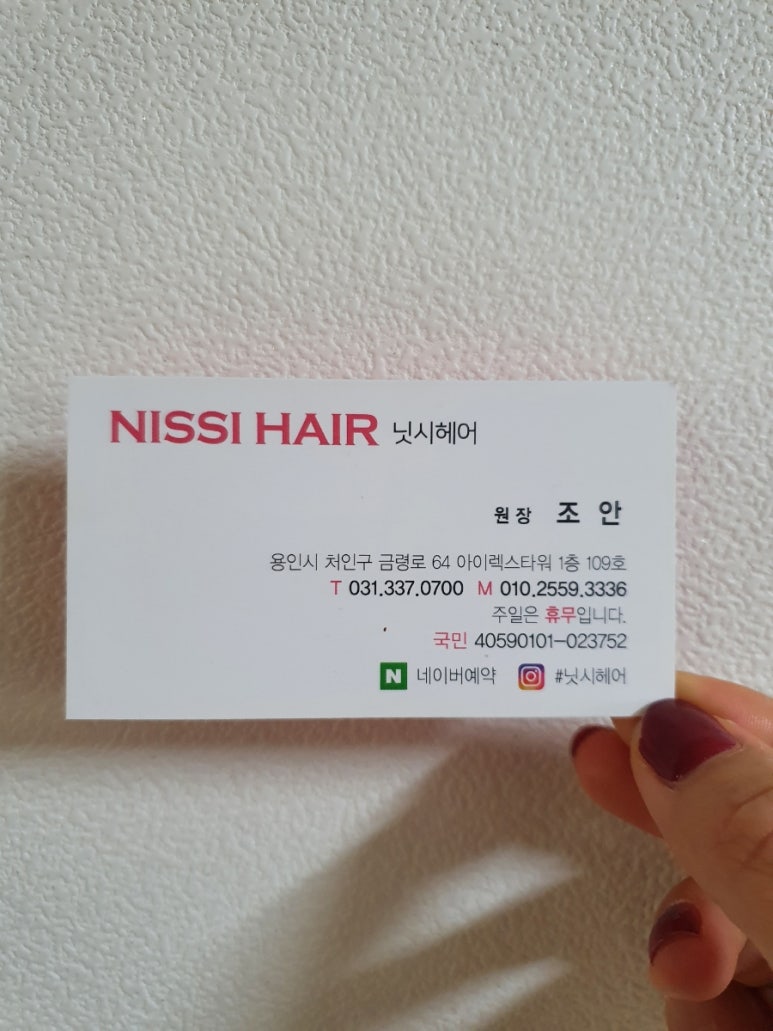 NISSI HAIR 닛시헤어
원장 조 안
용인시 처인구 금령로 64 아이렉스타워 1층 109호
T 031.337.0700 M 010.2559.3336
주일은 휴무입니다.
국민 40590101-023752
N 네이버예약 #닛시헤어